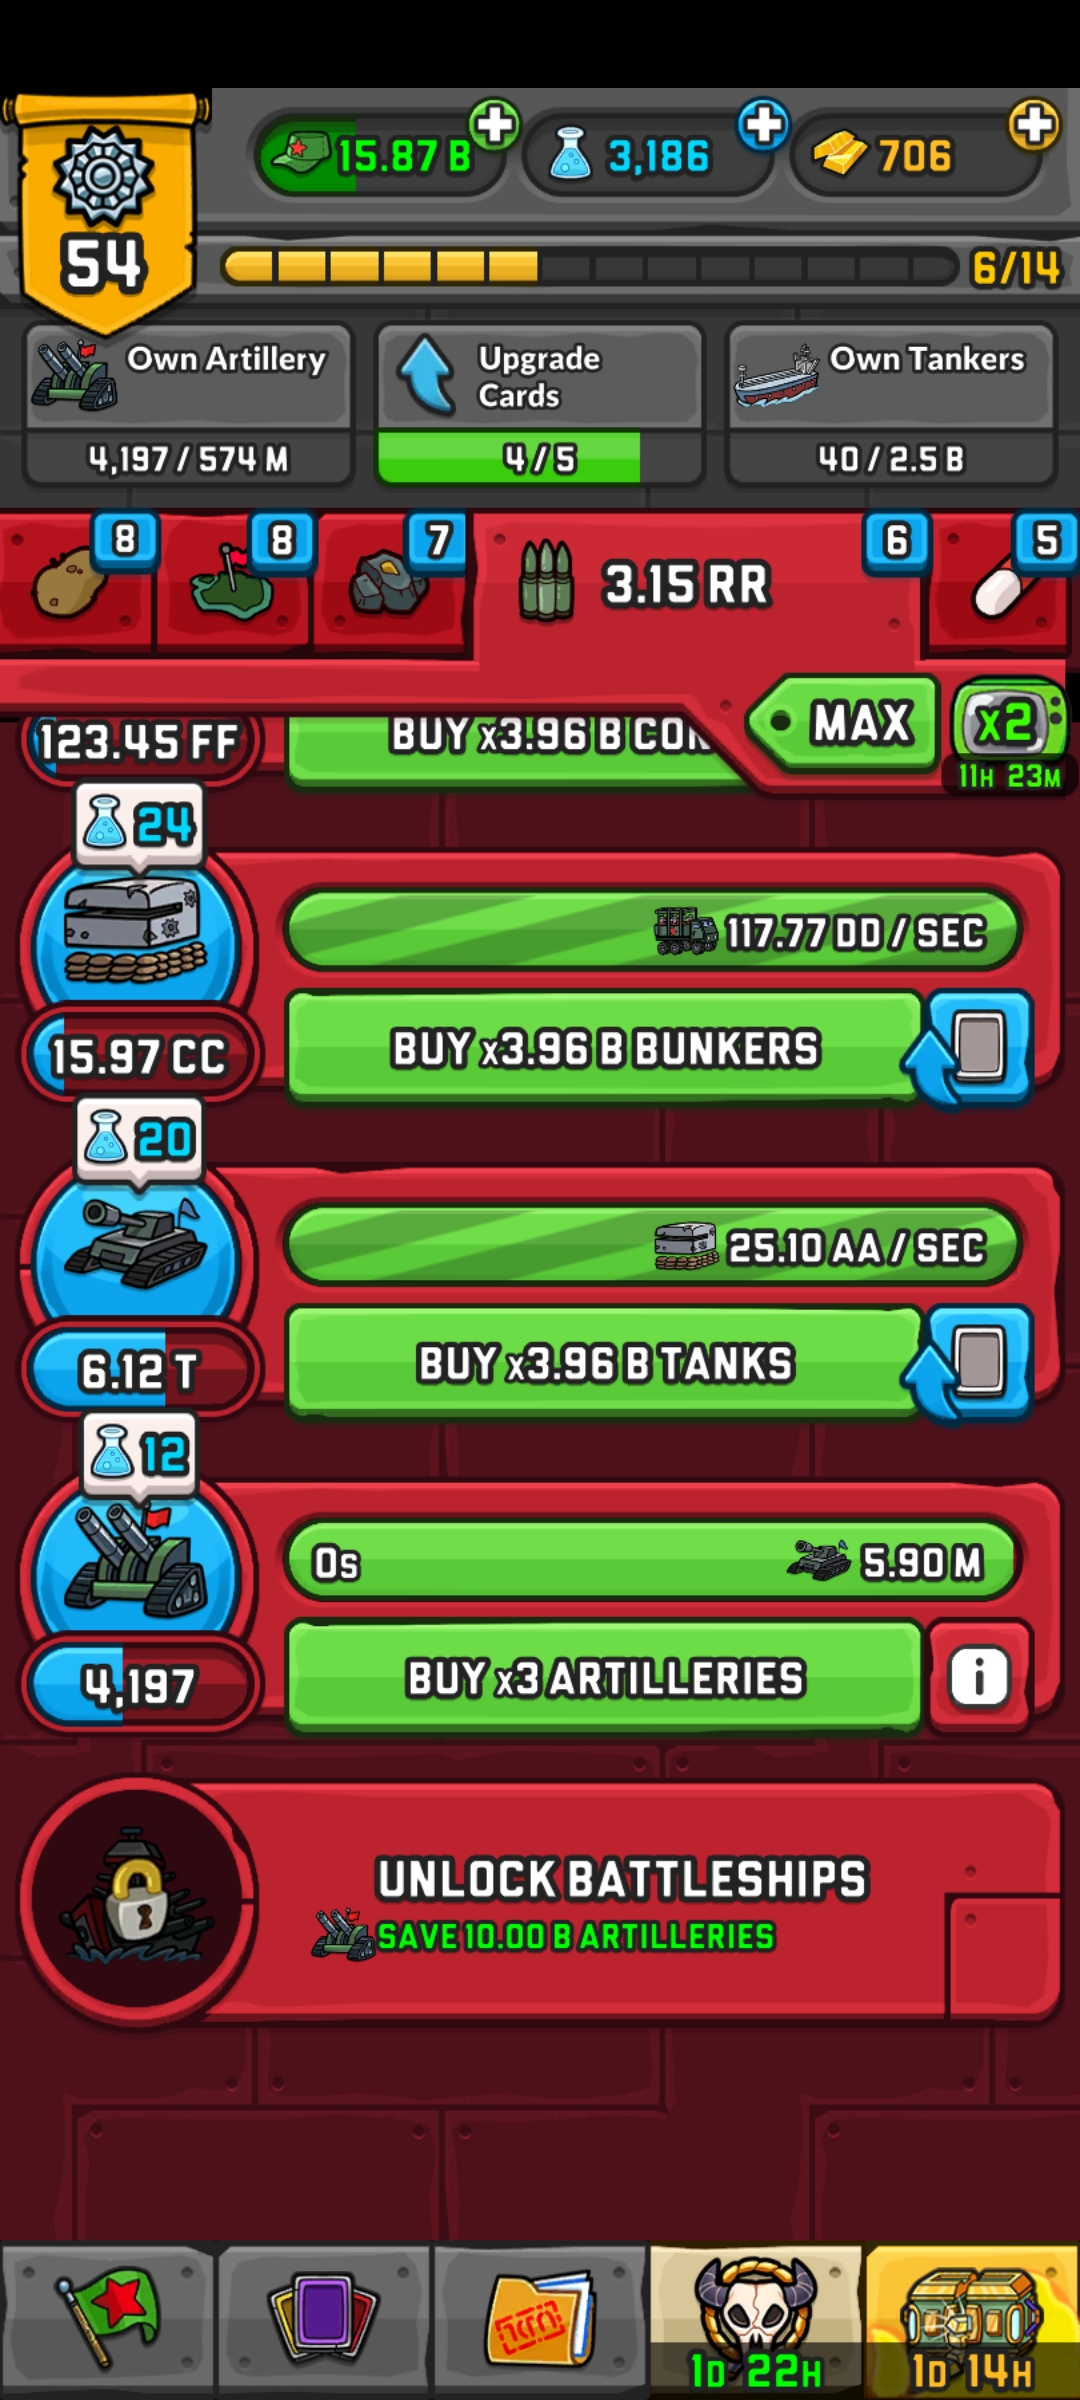 54
15.87 B
3,186
706
6/14
Own Artillery
4,197 / 574 M
Upgrade
Cards
4 / 5
Own Tankers
40 / 2.5 B
8
8
7
3.15 RR
6
5
MAX
x2
11H 23M
123.45 FF
BUY x3.96 B
24
117.77 DD / SEC
15.97 CC
BUY x3.96 B BUNKERS
20
25.10 AA / SEC
6.12 T
BUY x3.96 B TANKS
12
0s
5.90 M
4,197
BUY x3 ARTILLERIES
i
UNLOCK BATTLESHIPS
SAVE 10.00 B ARTILLERIES
1D 22H
1D 14H